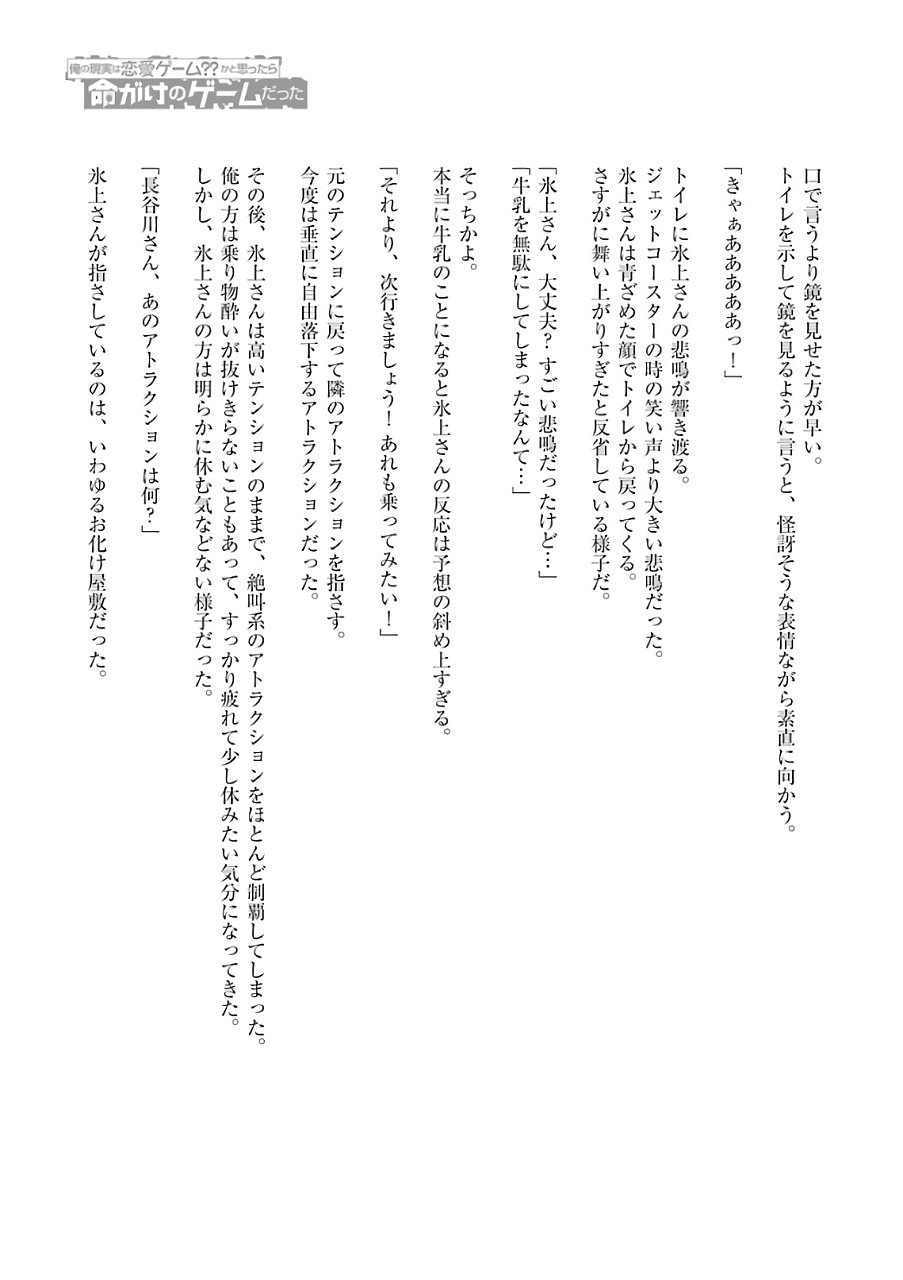 俺の現実は恋愛ゲーム??かと思ったら
命がけのゲームだった
口で言うより鏡を見せた方が早い。
トイレを示して鏡を見るように言うと、怪訝そうな表情ながら素直に向かう。
「きゃぁあああああっ！」
トイレに氷上さんの悲鳴が響き渡る。
ジェットコースターの時の笑い声より大きい悲鳴だった。
氷上さんは青ざめた顔でトイレから戻ってくる。
さすがに舞い上がりすぎたと反省している様子だ。
「氷上さん、大丈夫？すごい悲鳴だったけど…」
「牛乳を無駄にしてしまったなんて…」
そっちかよ。
本当に牛乳のことになると氷上さんの反応は予想の斜め上すぎる。
「それより、次行きましょう！あれも乗ってみたい！」
元のテンションに戻って隣のアトラクションを指さす。
今度は垂直に自由落下するアトラクションだった。
その後、氷上さんは高いテンションのままで、絶叫系のアトラクションをほとんど制覇してしまった。
俺の方は乗り物酔いが抜けきらないこともあって、すっかり疲れて少し休みたい気分になってきた。
しかし、氷上さんの方は明らかに休む気などない様子だった。
「長谷川さん、あのアトラクションは何？」
氷上さんが指さしているのは、いわゆるお化け屋敷だった。